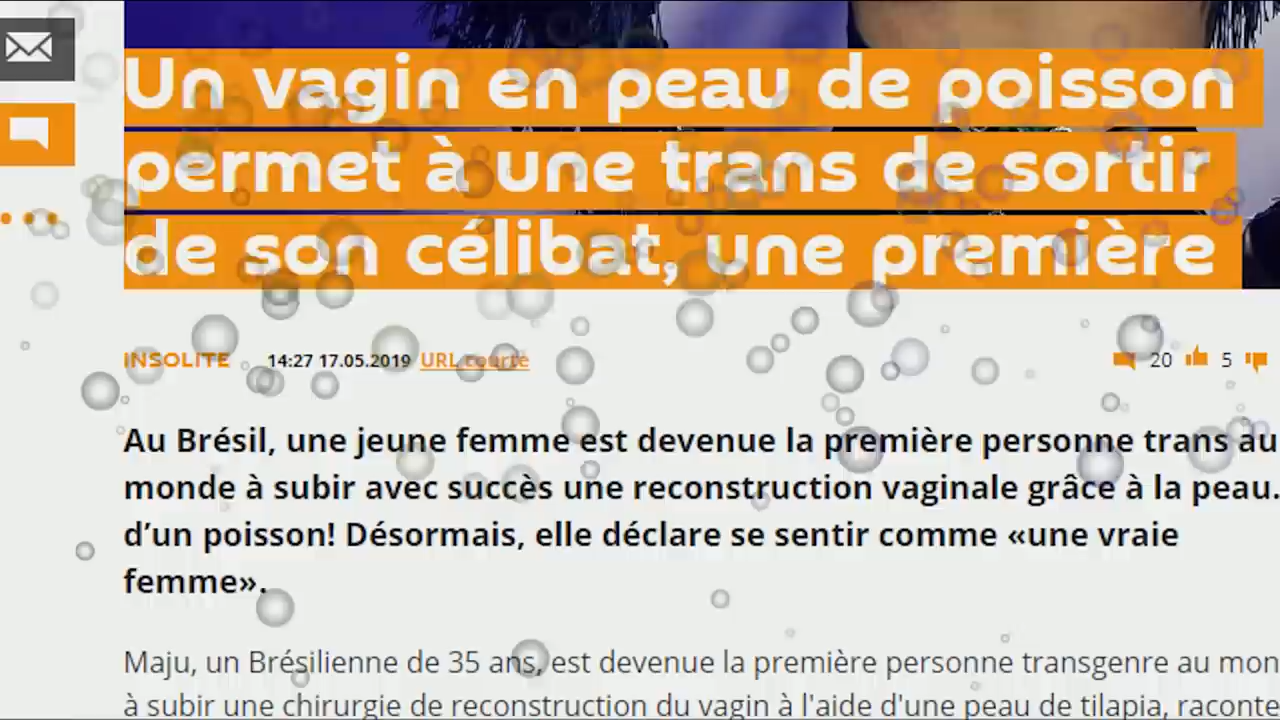 Un vagin en peau de poisson
permet à une trans de sortir
de son célibat, une première
INSOLITE 14:27 17.05.2019 URL courte 20 5
Au Brésil, une jeune femme est devenue la première personne trans au
monde à subir avec succès une reconstruction vaginale grâce à la peau.
d’un poisson! Désormais, elle déclare se sentir comme «une vraie
femme».
Maju, un Brésilienne de 35 ans, est devenue la première personne transgenre au mon
à subir une chirurgie de reconstruction du vagin à l'aide d'une peau de tilapia, raconte